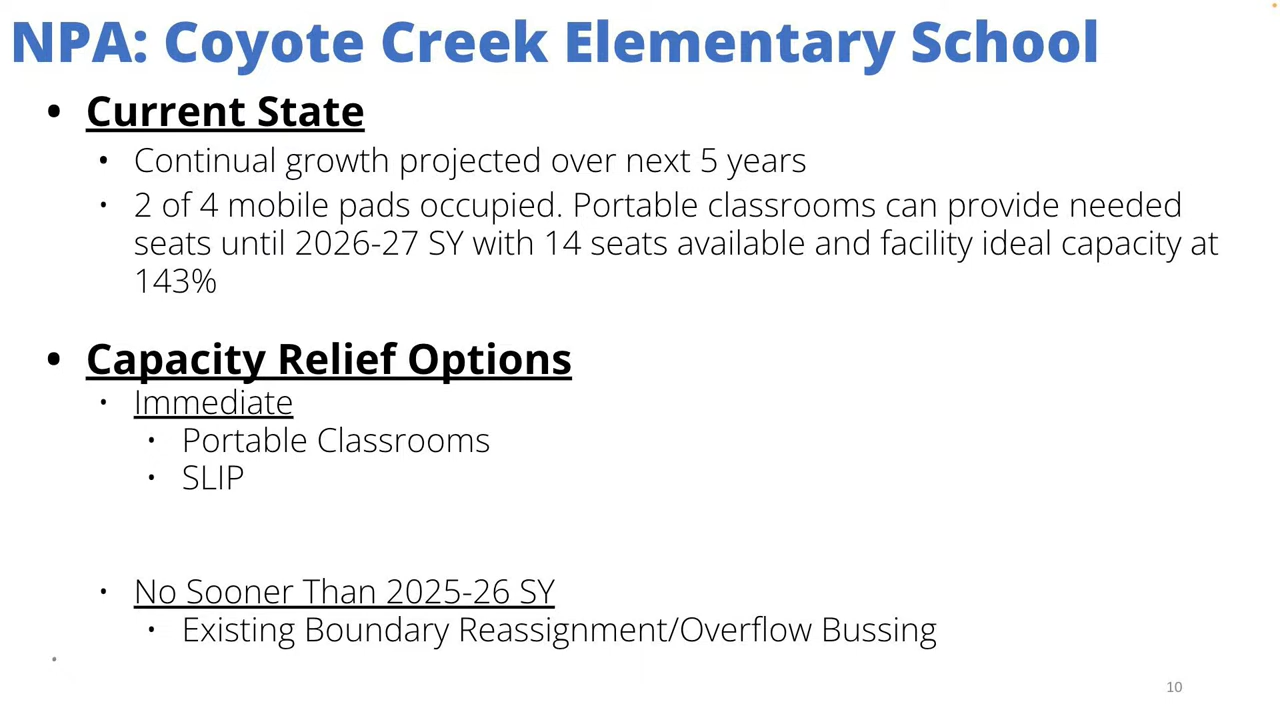 NPA: Coyote Creek Elementary School
• Current State
• Continual growth projected over next 5 years
• 2 of 4 mobile pads occupied. Portable classrooms can provide needed
seats until 2026-27 SY with 14 seats available and facility ideal capacity at
143%
• Capacity Relief Options
• Immediate
• Portable Classrooms
• SLIP
• No Sooner Than 2025-26 SY
• Existing Boundary Reassignment/Overflow Bussing
•
10